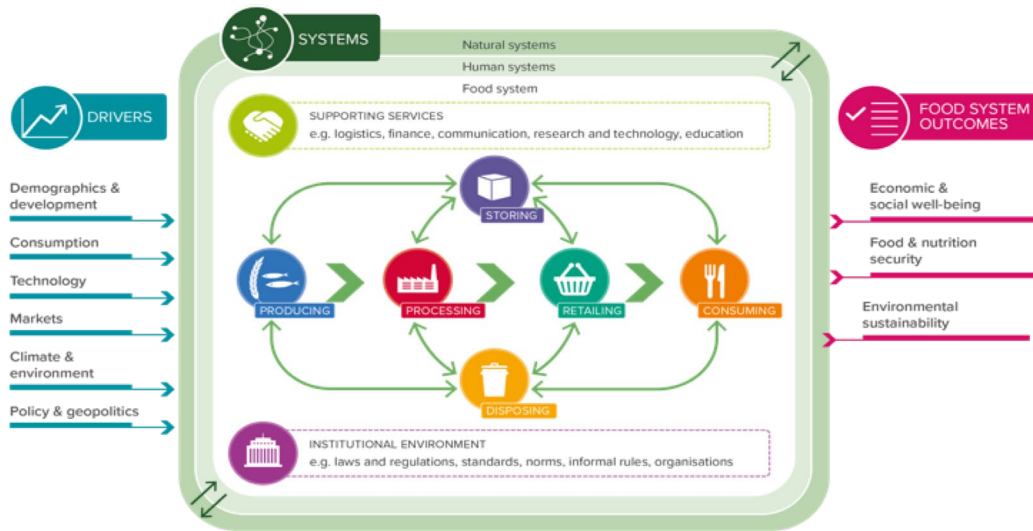 SYSTEMS
Natural systems
Human systems
Food system
DRIVERS
Demographics &
development
Consumption
Technology
Markets
Climate &
environment
Policy & geopolitics
SUPPORTING SERVICES
e.g. logistics, finance, communication, research and technology, education
STORING
PRODUCING
PROCESSING
RETAILING
CONSUMING
DISPOSING
INSTITUTIONAL ENVIRONMENT
e.g. laws and regulations, standards, norms, informal rules, organisations
FOOD SYSTEM
OUTCOMES
Economic &
social well-being
Food & nutrition
security
Environmental
sustainability